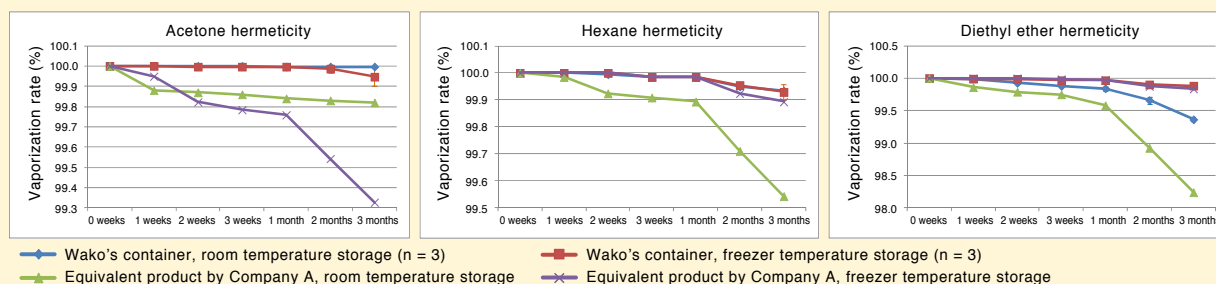 Acetone hermeticity
Vaporization rate (%)
100.1
100.0
99.9
99.8
99.7
99.6
99.5
99.4
99.3
0 weeks 1 weeks 2 weeks 3 weeks 1 month 2 months 3 months
Hexane hermeticity
Vaporization rate (%)
100.1
100.0
99.9
99.8
99.7
99.6
99.5
0 weeks 1 weeks 2 weeks 3 weeks 1 month 2 months 3 months
Diethyl ether hermeticity
Vaporization rate (%)
100.5
100.0
99.5
99.0
98.5
98.0
0 weeks 1 weeks 2 weeks 3 weeks 1 month 2 months 3 months
Wako's container, room temperature storage (n = 3)
Wako's container, freezer temperature storage (n = 3)
Equivalent product by Company A, room temperature storage
Equivalent product by Company A, freezer temperature storage